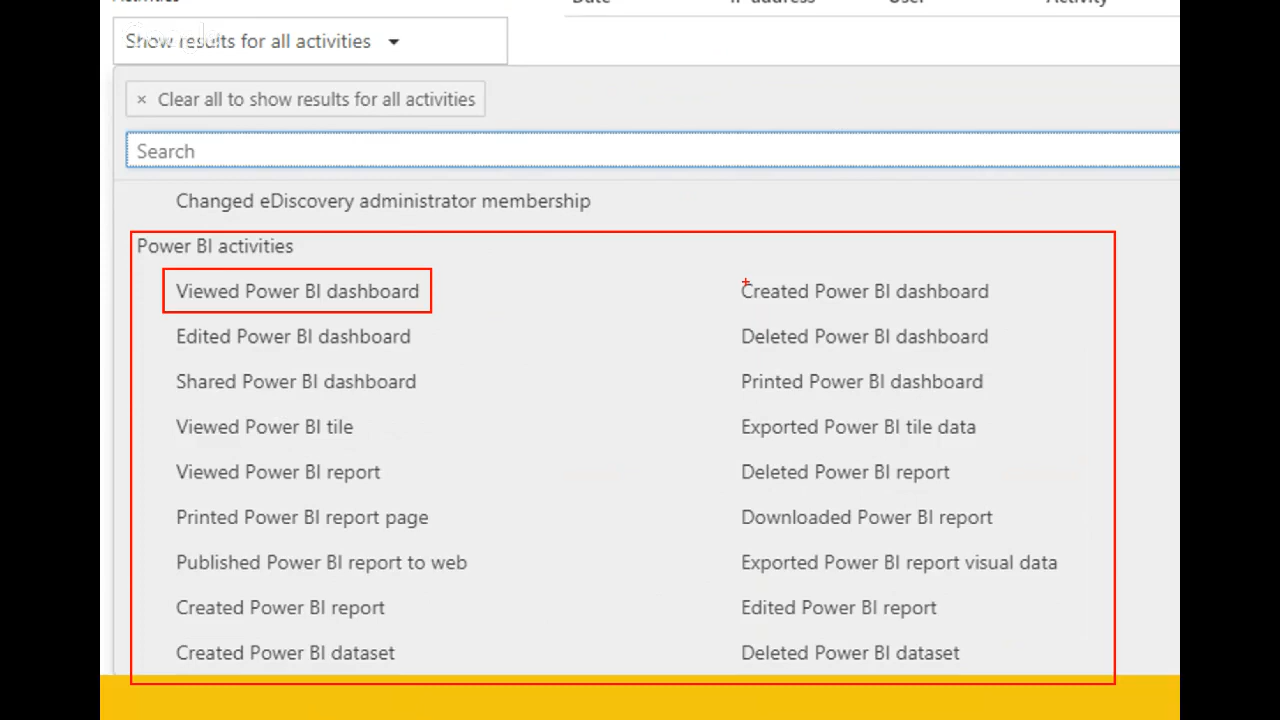 Date IP address User Activity
Show results for all activities
× Clear all to show results for all activities
Search
Changed eDiscovery administrator membership
Power BI activities
Viewed Power BI dashboard Created Power BI dashboard
Edited Power BI dashboard Deleted Power BI dashboard
Shared Power BI dashboard Printed Power BI dashboard
Viewed Power BI tile Exported Power BI tile data
Viewed Power BI report Deleted Power BI report
Printed Power BI report page Downloaded Power BI report
Published Power BI report to web Exported Power BI report visual data
Created Power BI report Edited Power BI report
Created Power BI dataset Deleted Power BI dataset